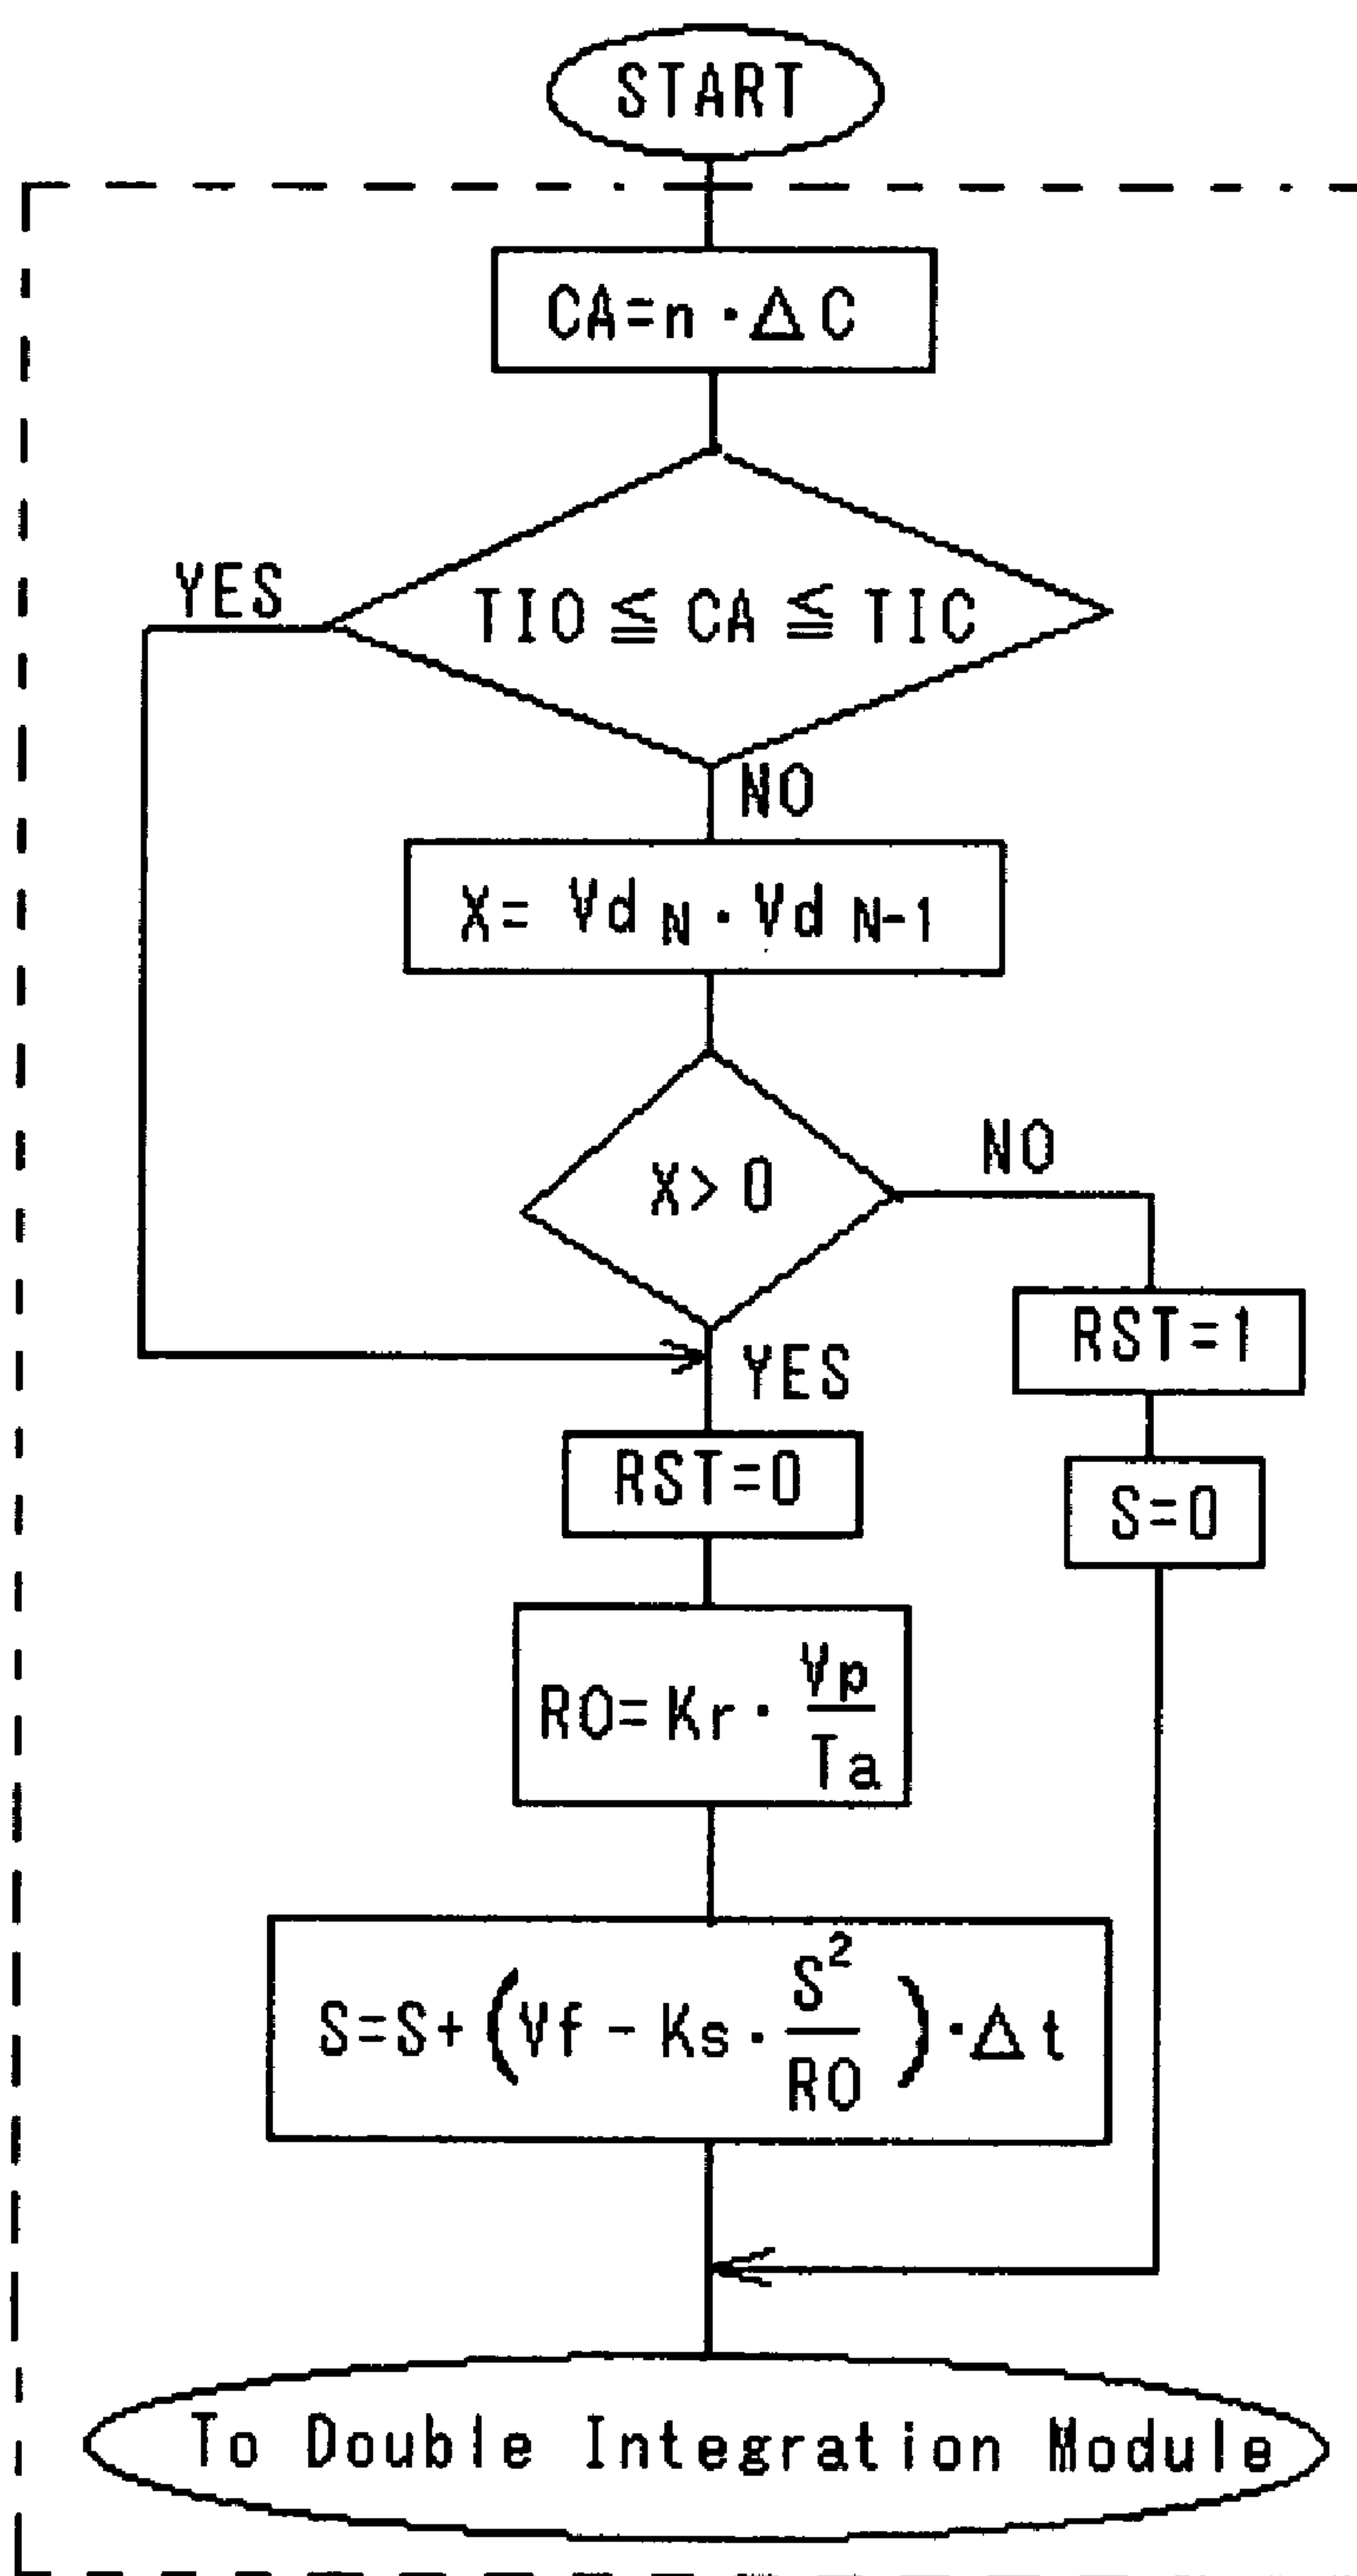 START
CA=n・ΔC
YES
TIO ≦ CA ≦ TIC
NO
X= Vd N・Vd N-1
X>0
NO
YES
RST=1
RST=0
S=0
RO=Kr・Vp/Ta
S=S+(Vf-Ks・S²/RO)・Δt
To Double Integration Module